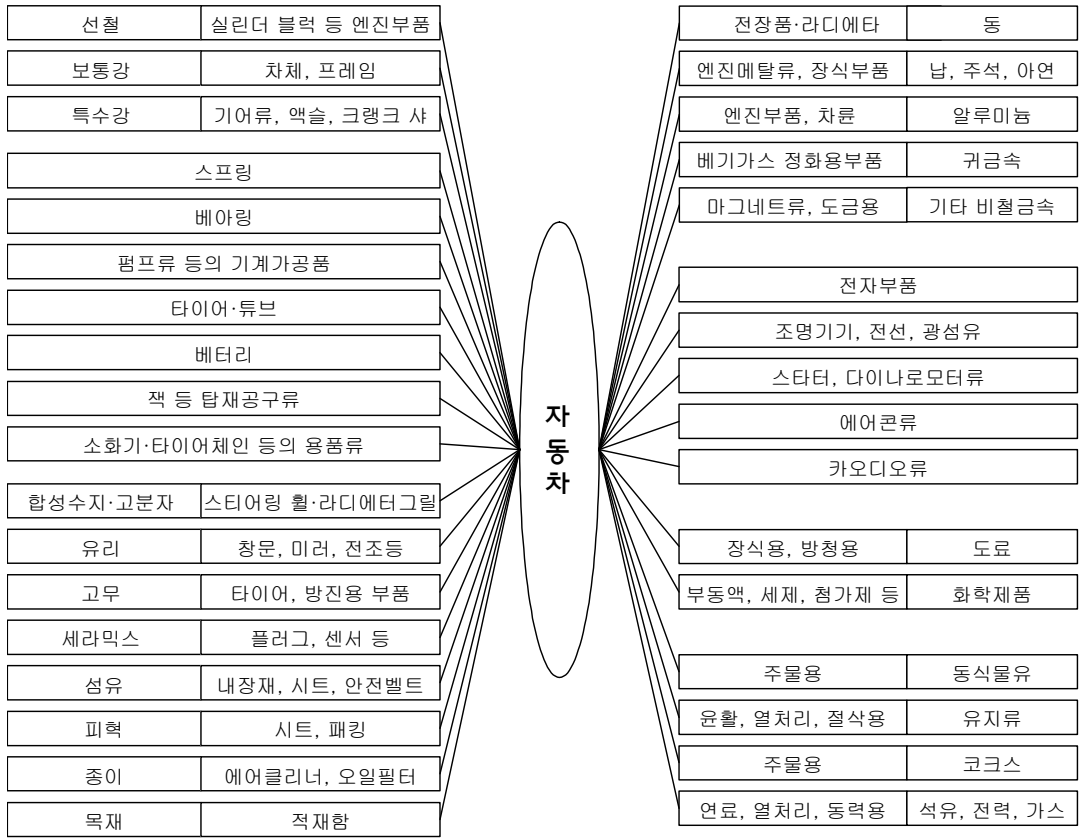 선철 실린더 블럭 등 엔진부품
보통강 차체, 프레임
특수강 기어류, 액슬, 크랭크 샤
스프링
베아링
펌프류 등의 기계가공품
타이어·튜브
베터리
잭 등 탑재공구류
소화기·타이어체인 등의 용품류
합성수지·고분자 스티어링 휠·라디에터그릴
유리 창문, 미러, 전조등
고무 타이어, 방진용 부품
세라믹스 플러그, 센서 등
섬유 내장재, 시트, 안전벨트
피혁 시트, 패킹
종이 에어클리너, 오일필터
목재 적재함
자
동
차
전장품·라디에타 동
엔진메탈류, 장식부품 납, 주석, 아연
엔진부품, 차륜 알루미늄
베기가스 정화용부품 귀금속
마그네트류, 도금용 기타 비철금속
전자부품
조명기기, 전선, 광섬유
스타터, 다이나로모터류
에어콘류
카오디오류
장식용, 방청용 도료
부동액, 세제, 첨가제 등 화학제품
주물용 동식물유
윤활, 열처리, 절삭용 유지류
주물용 코크스
연료, 열처리, 동력용 석유, 전력, 가스